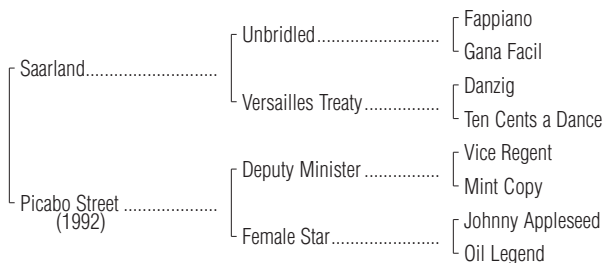 Fappiano
Unbridled........................
Gana Facil
Saarland..........................
Danzig
Versailles Treaty ...............
Ten Cents a Dance
Vice Regent
Deputy Minister ...............
Mint Copy
Picabo Street ...................
(1992)
Johnny Appleseed
Female Star.....................
Oil Legend